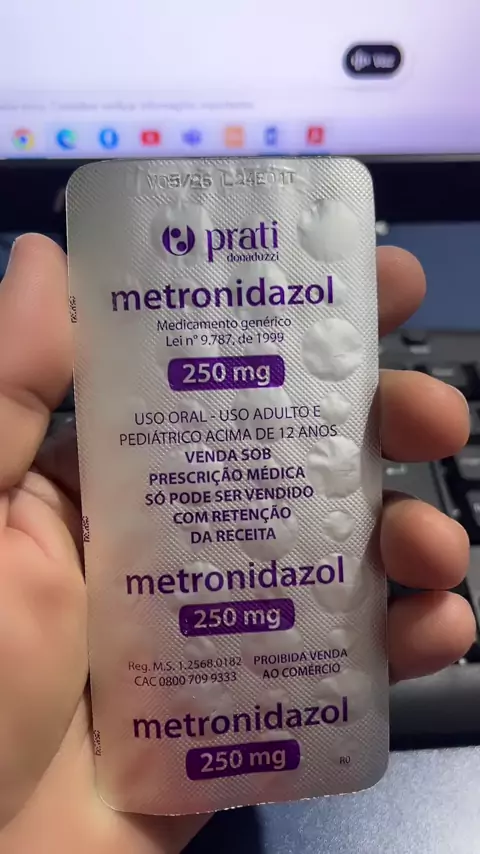 V05/26 L 24E01T
prati
donaduzzi
metronidazol
Medicamento genérico
Lei nº 9.787, de 1999
250 mg
USO ORAL - USO ADULTO E
PEDIÁTRICO ACIMA DE 12 ANOS
VENDA SOB
PRESCRIÇÃO MÉDICA
SÓ PODE SER VENDIDO
COM RETENÇÃO
DA RECEITA
metronidazol
250 mg
Reg. M.S. 1.2568.0182
CAC 0800 709 9333
PROIBIDA VENDA
AO COMÉRCIO
metronidazol
250 mg
R0